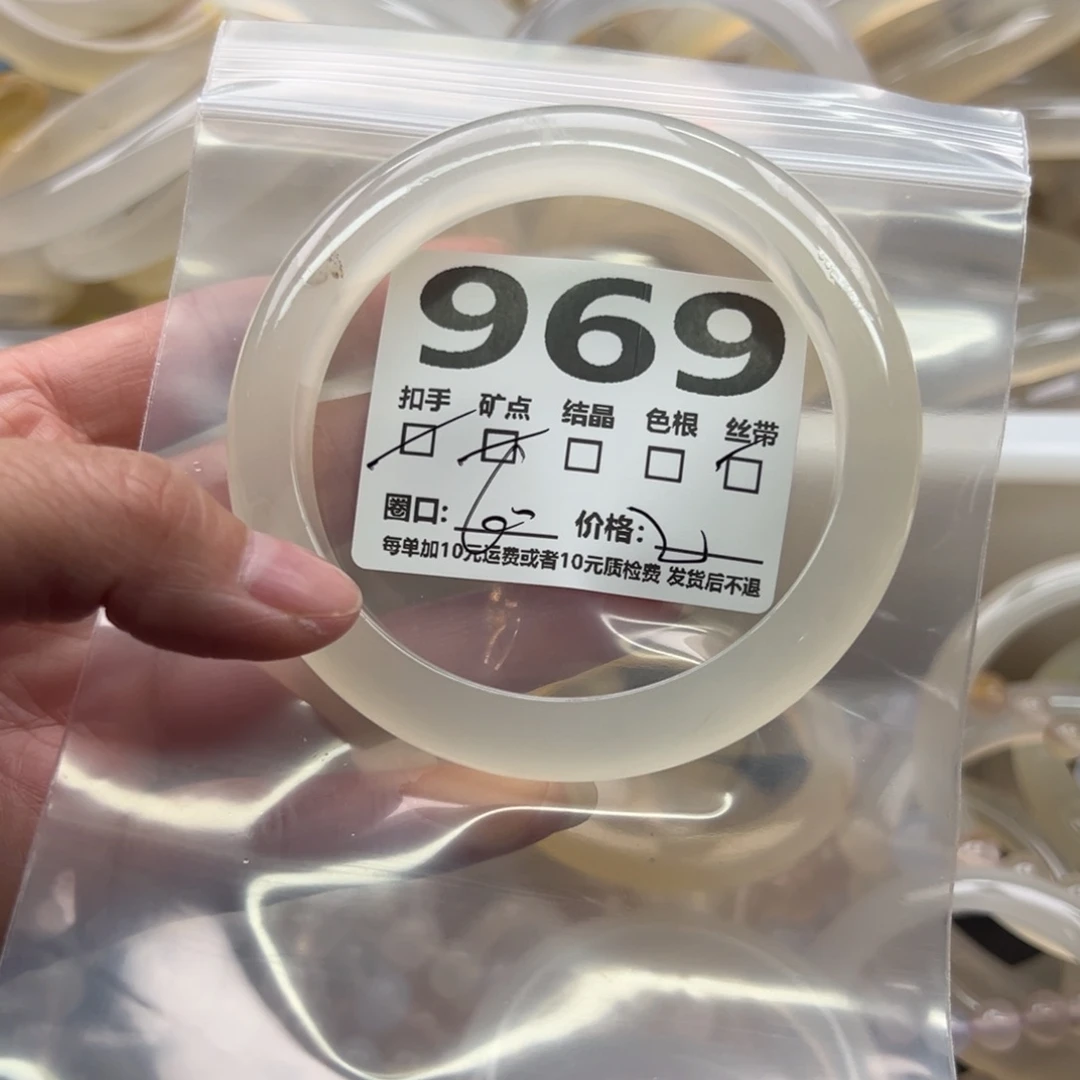 969
扣手 矿点 结晶 色根 丝带
圈口: 价格:
每单加10元运费或者10元质检费 发货后不退